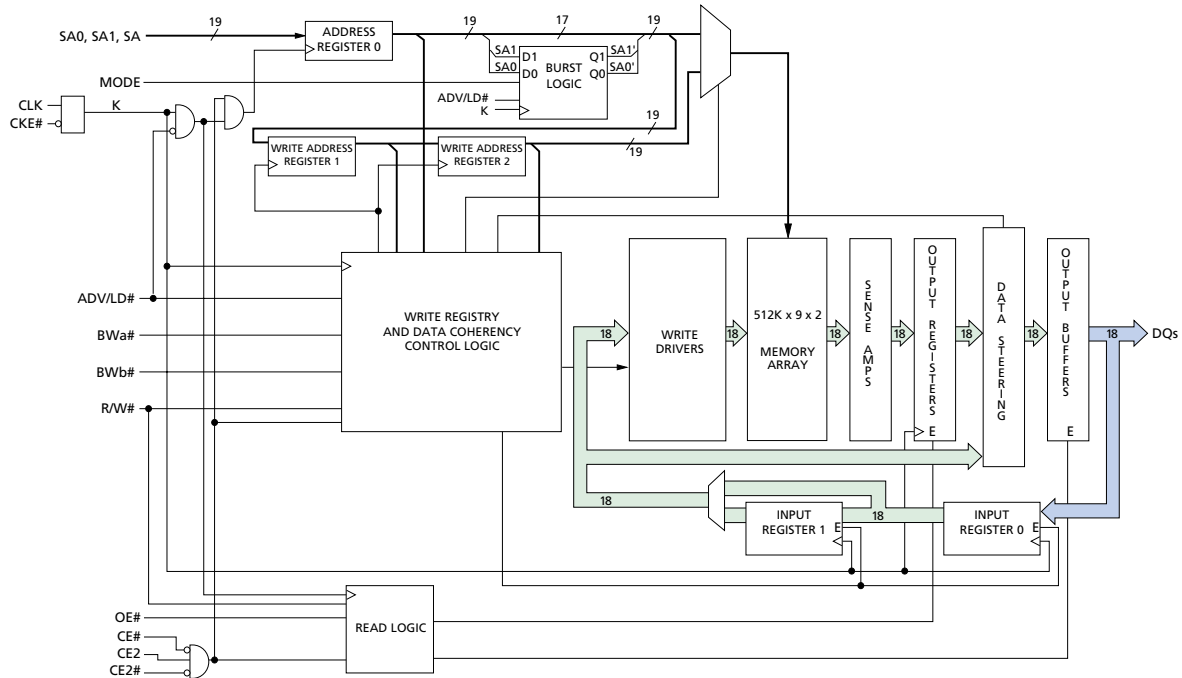 SA0, SA1, SA
19
ADDRESS
REGISTER 0
19
17
19
SA1
SA0
D1
D0
BURST
LOGIC
Q1
Q0
SA1'
SA0'
MODE
ADV/LD#
K
CLK
CKE#
K
19
19
WRITE ADDRESS
REGISTER 1
WRITE ADDRESS
REGISTER 2
ADV/LD#
BWa#
BWb#
R/W#
WRITE REGISTRY
AND DATA COHERENCY
CONTROL LOGIC
18
WRITE
DRIVERS
18
512K x 9 x 2
MEMORY
ARRAY
18
SENSE AMPS
18
OUTPUT REGISTERS
E
18
DATA STEERING
18
OUTPUT BUFFERS
E
18
DQs
18
INPUT
REGISTER 1
E
18
INPUT
REGISTER 0
E
OE#
CE#
CE2
CE2#
READ LOGIC